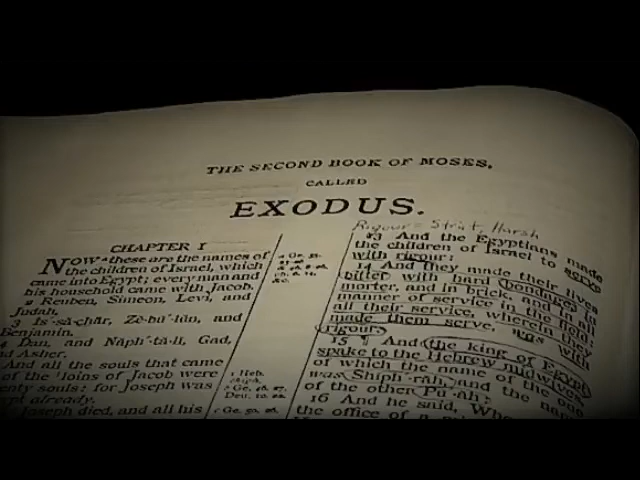 THE SECOND BOOK OF MOSES,
CALLED
EXODUS.
CHAPTER I
NOW these are the names of
the children of Israel, which
came into Egypt; every man and
his household came with Jacob.
2 Reuben, Simeon, Levi, and
Judah,
3 Is-sa-char, Ze-bu-lun, and
Benjamin.
4 Dan, and Naph-ta-li, Gad,
and Asher.
And all the souls that came
of the loins of Jacob were
souls: for Joseph was
already.
Joseph died, and all his
1 Heb.
Rigour = Strict, Harsh
13 And the Egyptians made
the children of Israel to serve
with rigour:
14 And they made their lives
bitter with hard bondage, in
morter, and in brick, and in all
manner of service in the field:
all their service, wherein they
made them serve, was with
rigour.
15 ¶ And the king of Egypt
spake to the Hebrew midwives,
of which the name of the one
was Shiph-rah, and the name
of the other Pu-ah:
16 And he said, When
the office of a